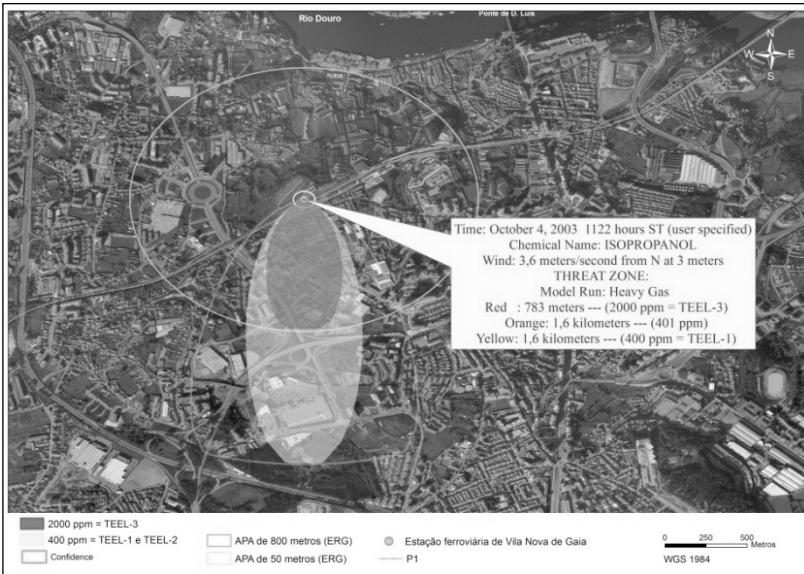 Rio Douro
Ponte de D. Luís
N
W E
S
Time: October 4, 2003 1122 hours ST (user specified)
Chemical Name: ISOPROPANOL
Wind: 3,6 meters/second from N at 3 meters
THREAT ZONE:
Model Run: Heavy Gas
Red : 783 meters --- (2000 ppm = TEEL-3)
Orange: 1,6 kilometers --- (401 ppm)
Yellow: 1,6 kilometers --- (400 ppm = TEEL-1)
2000 ppm = TEEL-3
400 ppm = TEEL-1 e TEEL-2
Confidence
APA de 800 metros (ERG)
APA de 50 metros (ERG)
Estação ferroviária de Vila Nova de Gaia
P1
0 250 500
Metros
WGS 1984